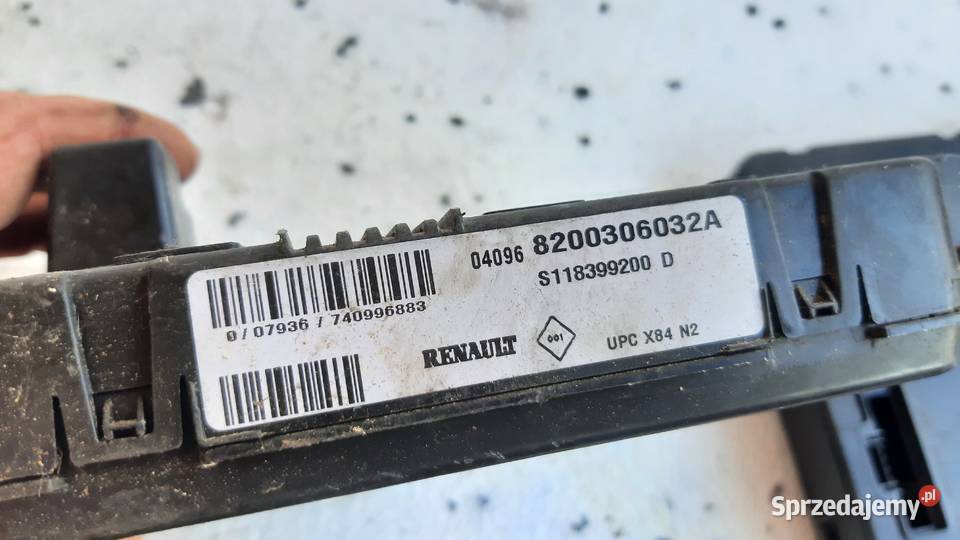 04096 8200306032A
S118399200 D
0/07936/740996883
RENAULT
001
UPC X84 N2
Sprzedajemy.pl